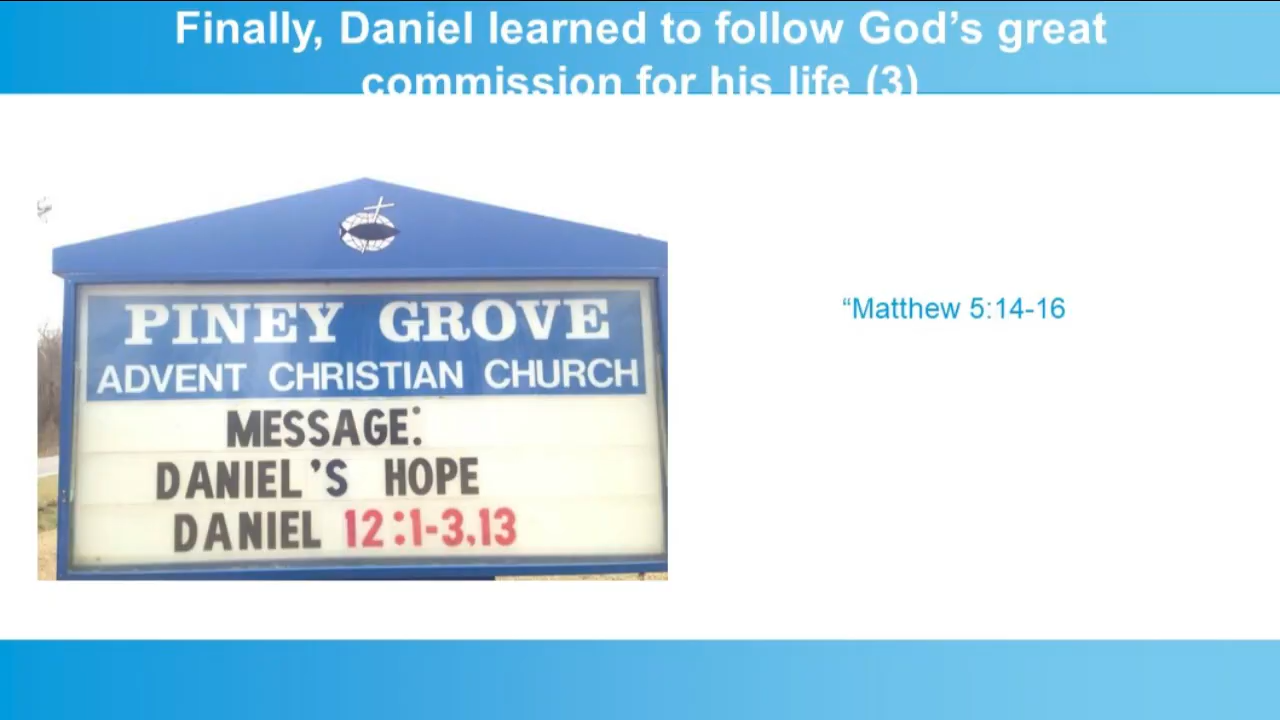 Finally, Daniel learned to follow God’s great
commission for his life (3)
PINEY GROVE
ADVENT CHRISTIAN CHURCH
MESSAGE:
DANIEL'S HOPE
DANIEL 12:1-3,13
“Matthew 5:14-16